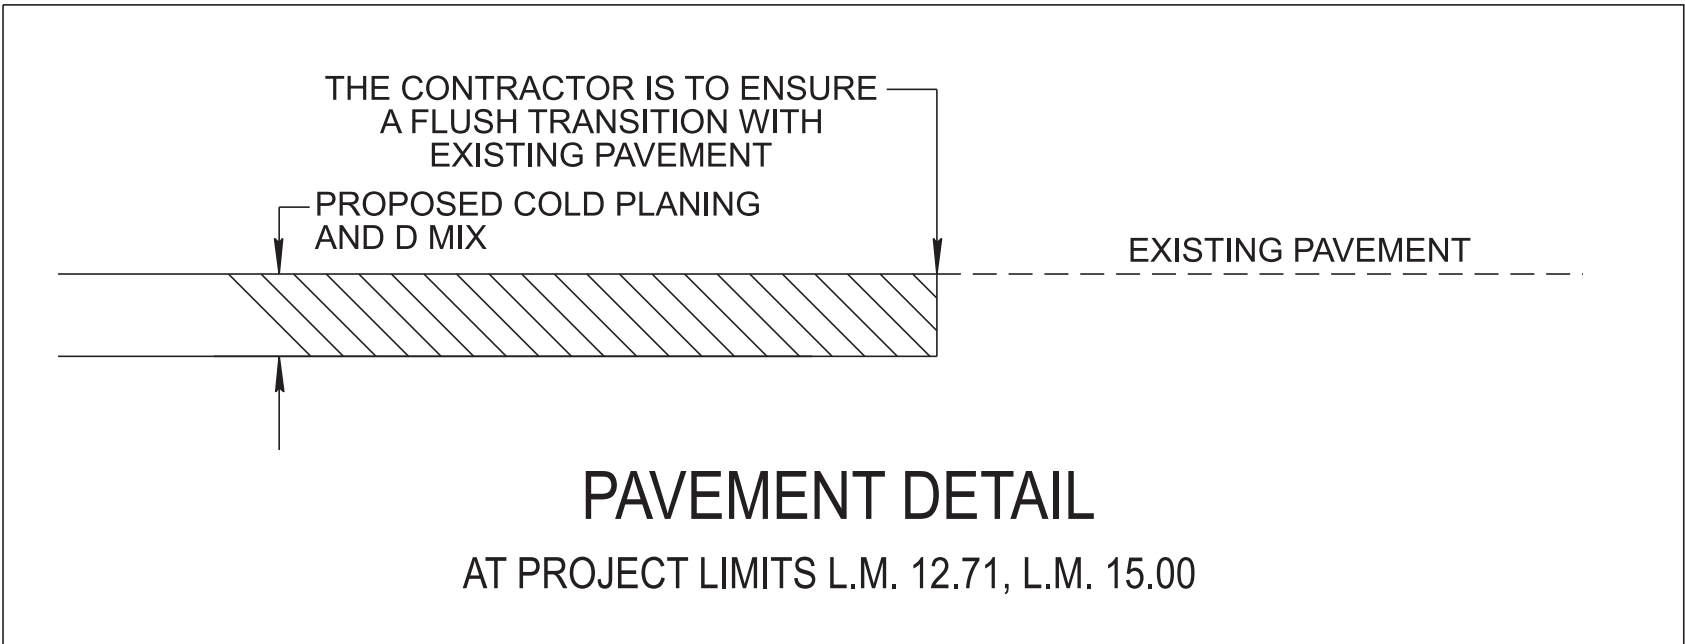 THE CONTRACTOR IS TO ENSURE
A FLUSH TRANSITION WITH
EXISTING PAVEMENT
PROPOSED COLD PLANING
AND D MIX
EXISTING PAVEMENT
PAVEMENT DETAIL
AT PROJECT LIMITS L.M. 12.71, L.M. 15.00